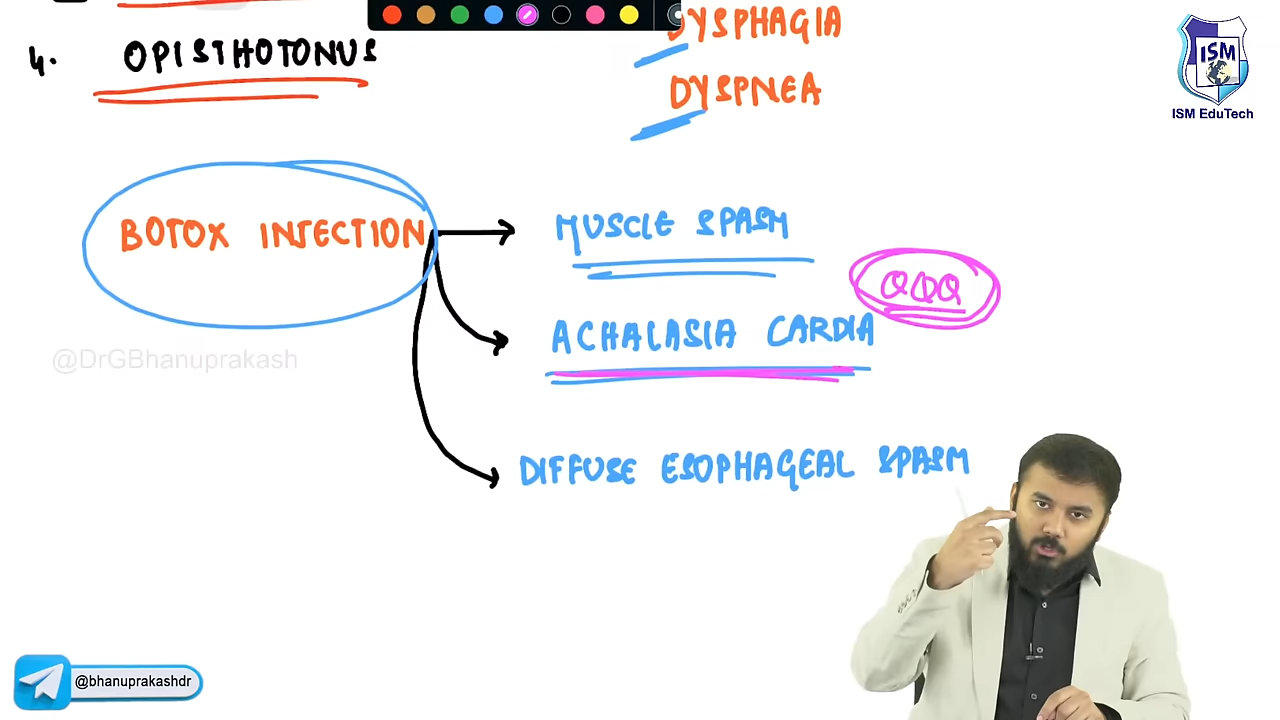 DYSPHAGIA
4. OPISTHOTONUS
DYSPNEA
ISM
ISM EduTech
BOTOX INJECTION
MUSCLE SPASM
QQQ
ACHALASIA CARDIA
@DrGBhanuprakash
DIFFUSE ESOPHAGEAL SPASM
@bhanuprakashdr